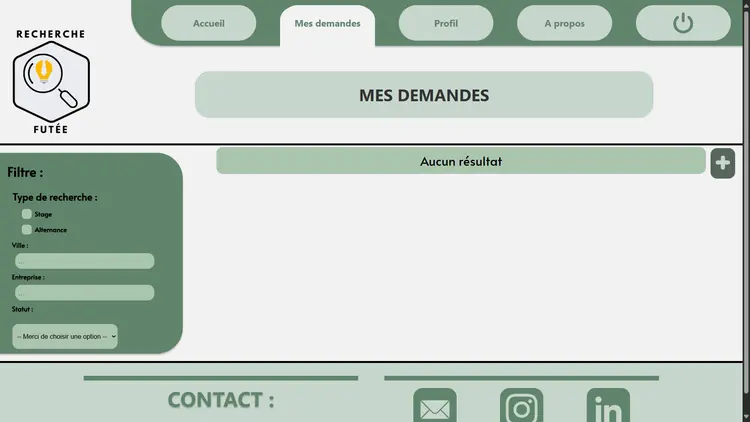 Accueil
Mes demandes
Profil
A propos
RECHERCHE
FUTÉE
MES DEMANDES
Filtre :
Type de recherche :
Stage
Alternance
Ville :
...
Entreprise :
...
Statut :
-- Merci de choisir une option --
Aucun résultat
CONTACT :
in